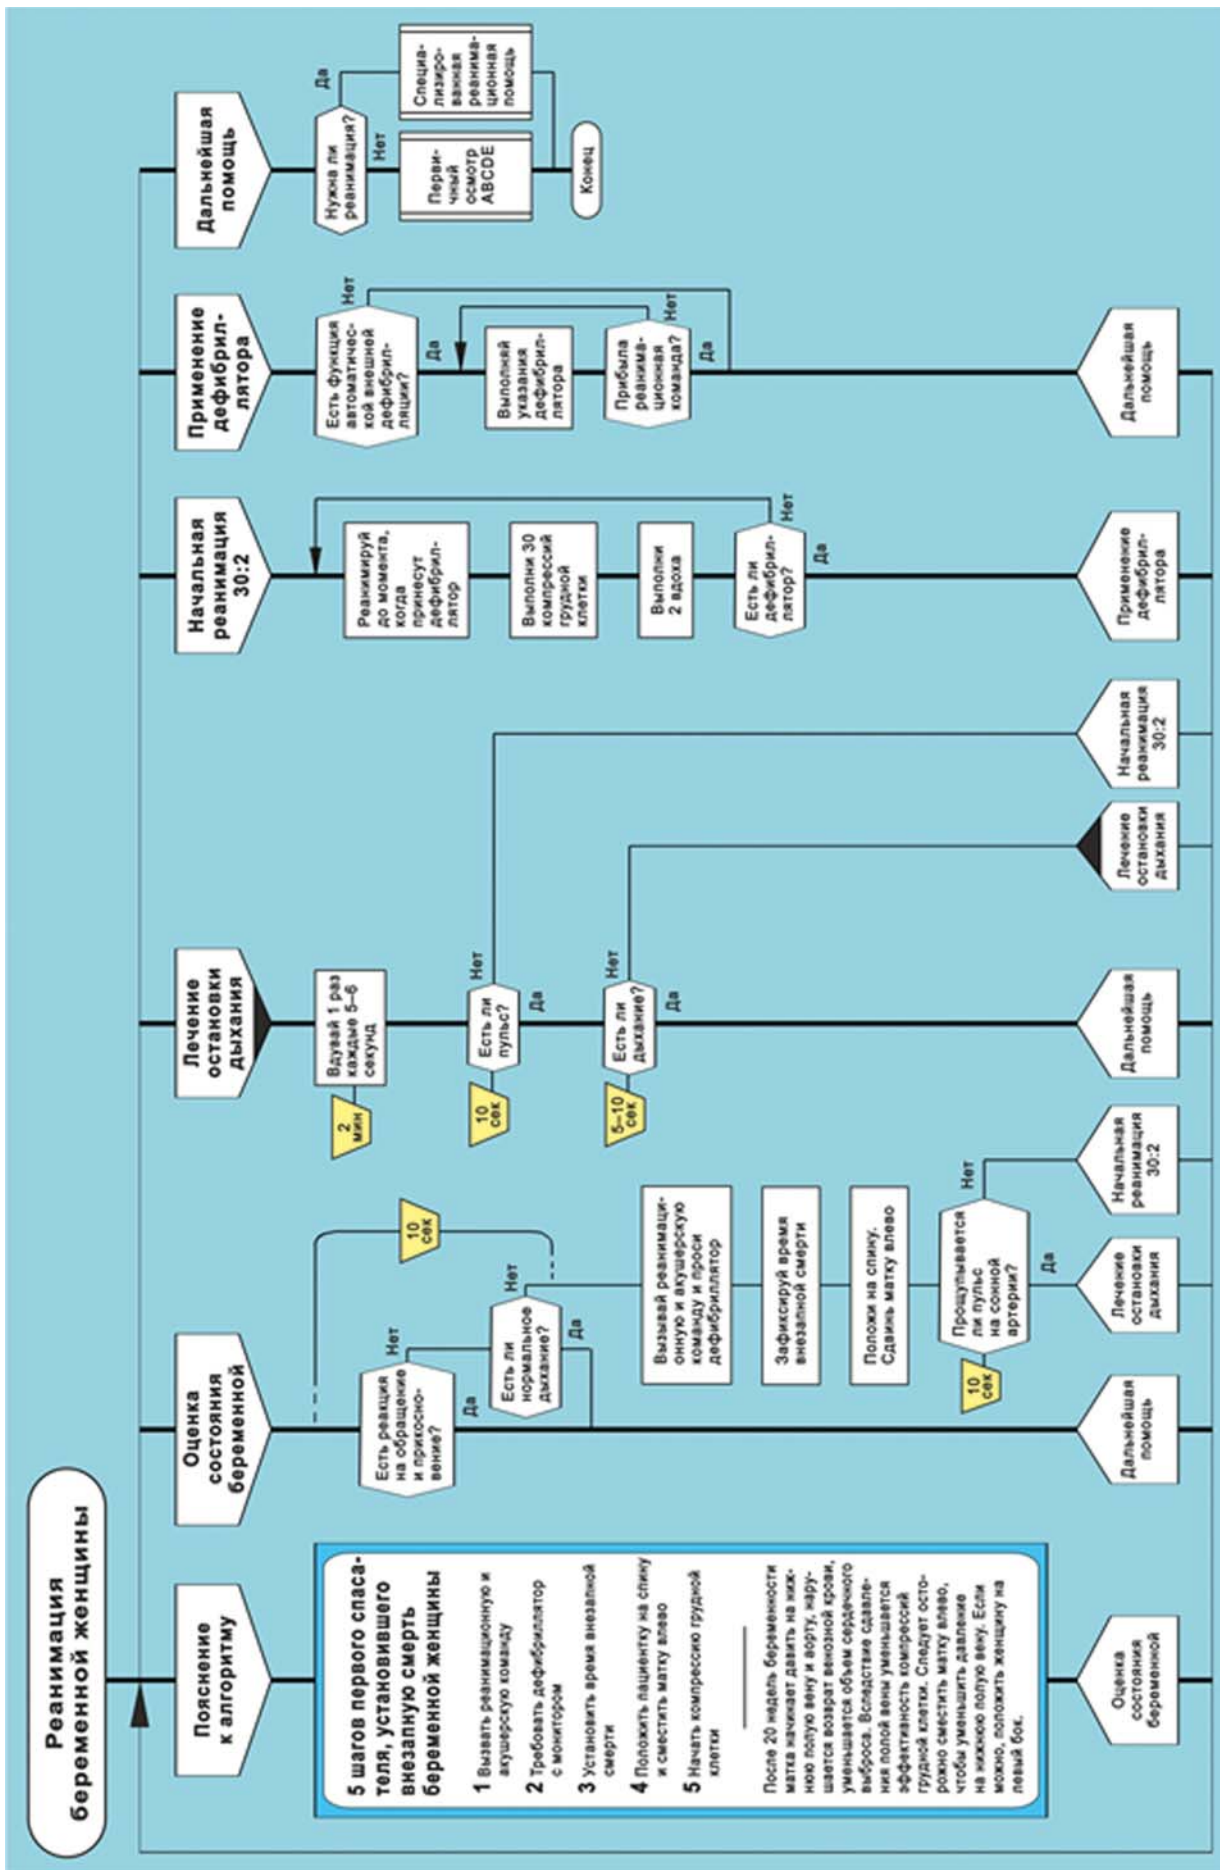 Реанимация
беременной женщины
Пояснение
к алгоритму
5 шагов первого спаса-
теля, установившего
внезапную смерть
беременной женщины
1 Вызвать реанимационную и
акушерскую команду
2 Требовать дефибриллятор
с монитором
3 Установить время внезапной
смерти
4 Положить пациентку на спину
и сместить матку влево
5 Начать компрессию грудной
клетки
После 20 недель беременности
матка начинает давить на ниж-
нюю полую вену и аорту, нару-
шается возврат венозной крови,
уменьшается объем сердечного
выброса. Вследствие сдавле-
ния полой вены уменьшается
эффективность компрессий
грудной клетки. Следует осто-
рожно сместить матку влево,
чтобы уменьшить давление
на нижнюю полую вену. Если
можно, положить женщину на
левый бок.
Оценка
состояния
беременной
Оценка
состояния
беременной
Есть реакция
на обращение
и прикосно-
вение?
Нет
Да
10
сек
Есть ли
нормальное
дыхание?
Нет
Да
Вызывай реанимаци-
онную и акушерскую
команду и проси
дефибриллятор
Зафиксируй время
внезапной смерти
Положи на спину.
Сдвинь матку влево
10
сек
Прощупывается
ли пульс
на сонной
артерии?
Нет
Да
Дальнейшая
помощь
Лечение
остановки
дыхания
Начальная
реанимация
30:2
Лечение
остановки
дыхания
2
мин
Вдувай 1 раз
каждые 5–6
секунд
10
сек
Есть ли
пульс?
Нет
Да
5–10
сек
Есть ли
дыхание?
Нет
Да
Дальнейшая
помощь
Лечение
остановки
дыхания
Начальная
реанимация
30:2
Начальная
реанимация
30:2
Реанимируй
до момента,
когда
принесут
дефибрил-
лятор
Выполни 30
компрессий
грудной
клетки
Выполни
2 вдоха
Есть ли
дефибрил-
лятор?
Нет
Да
Применение
дефибрил-
лятора
Применение
дефибрил-
лятора
Есть функция
автоматичес-
кой внешней
дефибрил-
ляции?
Нет
Да
Выполняй
указания
дефибрил-
лятора
Прибыла
реанима-
ционная
команда?
Нет
Да
Дальнейшая
помощь
Дальнейшая
помощь
Нужна ли
реанимация?
Да
Нет
Перви-
чный
осмотр
ABCDE
Специа-
лизиро-
ванная
реанима-
ционная
помощь
Конец